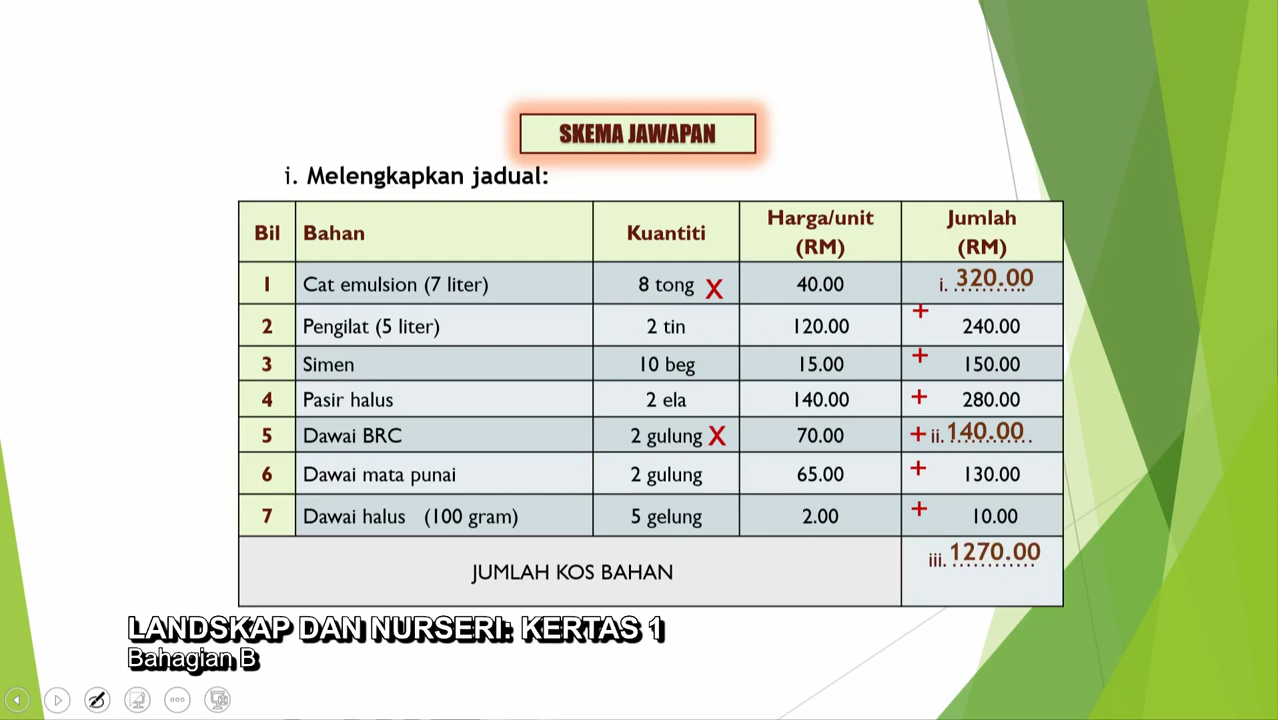 SKEMA JAWAPAN
i. Melengkapkan jadual:
Bil Bahan Kuantiti Harga/unit (RM) Jumlah (RM)
1 Cat emulsion (7 liter) 8 tong X 40.00 i. 320.00
2 Pengilat (5 liter) 2 tin 120.00 + 240.00
3 Simen 10 beg 15.00 + 150.00
4 Pasir halus 2 ela 140.00 + 280.00
5 Dawai BRC 2 gulung X 70.00 + ii. 140.00
6 Dawai mata punai 2 gulung 65.00 + 130.00
7 Dawai halus (100 gram) 5 gelung 2.00 + 10.00
JUMLAH KOS BAHAN iii. 1270.00
LANDSKAP DAN NURSERI: KERTAS 1
Bahagian B